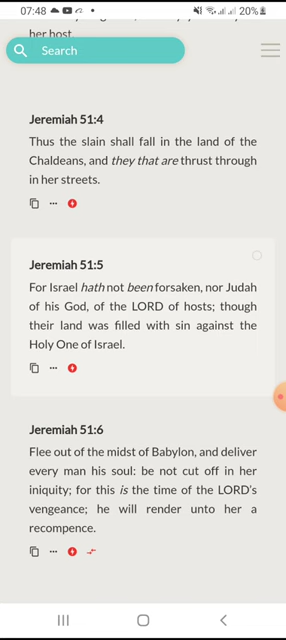 07:48
20%
her host.
Search
Jeremiah 51:4
Thus the slain shall fall in the land of the
Chaldeans, and they that are thrust through
in her streets.
Jeremiah 51:5
For Israel hath not been forsaken, nor Judah
of his God, of the LORD of hosts; though
their land was filled with sin against the
Holy One of Israel.
Jeremiah 51:6
Flee out of the midst of Babylon, and deliver
every man his soul: be not cut off in her
iniquity; for this is the time of the LORD's
vengeance; he will render unto her a
recompence.